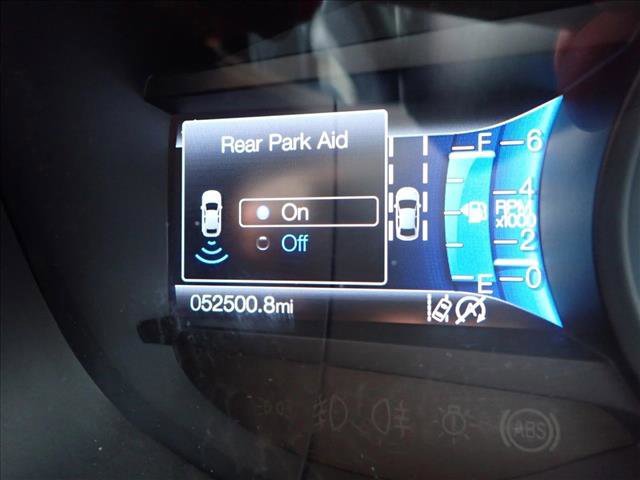 Rear Park Aid
On
Off
052500.8mi
F
E
6
4
RPM
x1000
2
0
ABS